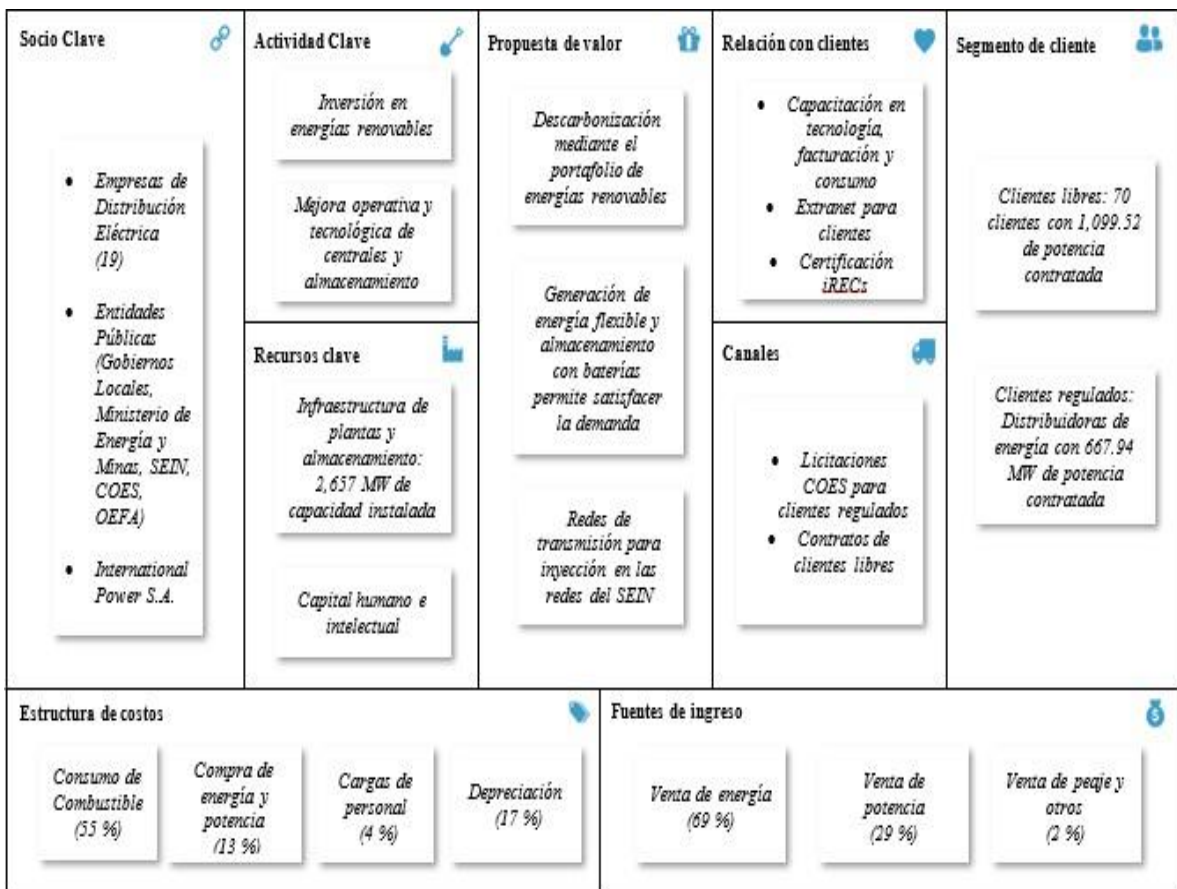 Socio Clave
Empresas de
Distribución
Eléctrica
(19)
Entidades
Públicas
(Gobiernos
Locales,
Ministerio de
Energía y
Minas, SEIN,
COES,
OEFA)
International
Power S.A.
Actividad Clave
Inversión en
energías renovables
Mejora operativa y
tecnológica de
centrales y
almacenamiento
Recursos clave
Infraestructura de
plantas y
almacenamiento:
2,657 MW de
capacidad instalada
Capital humano e
intelectual
Propuesta de valor
Descarbonización
mediante el
portafolio de
energías renovables
Generación de
energía flexible y
almacenamiento
con baterías
permite satisfacer
la demanda
Redes de
transmisión para
inyección en las
redes del SEIN
Relación con clientes
Capacitación en
tecnología,
facturación y
consumo
Extranet para
clientes
Certificación
iRECs
Canales
Licitaciones
COES para
clientes regulados
Contratos de
clientes libres
Segmento de cliente
Clientes libres: 70
clientes con 1,099.52
de potencia
contratada
Clientes regulados:
Distribuidoras de
energía con 667.94
MW de potencia
contratada
Estructura de costos
Consumo de
Combustible
(55 %)
Compra de
energía y
potencia
(13 %)
Cargas de
personal
(4 %)
Depreciación
(17 %)
Fuentes de ingreso
Venta de energía
(69 %)
Venta de
potencia
(29 %)
Venta de peaje y
otros
(2 %)